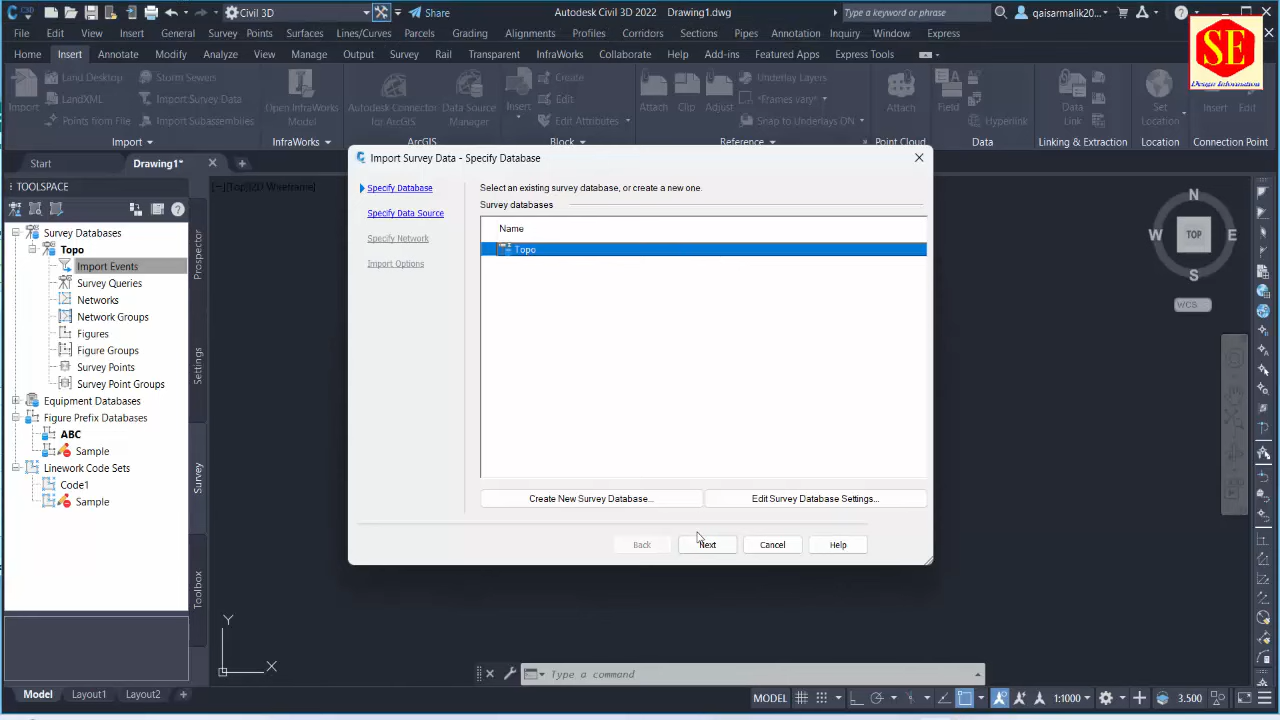 Civil 3D
Share
Autodesk Civil 3D 2022 Drawing1.dwg
Type a keyword or phrase
qaisarmalik20...
SE
Design Information
File Edit View Insert General Survey Points Surfaces Lines/Curves Parcels Grading Alignments Profiles Corridors Sections Pipes Annotation Inquiry Window Express
Home Insert Annotate Modify Analyze View Manage Output Survey Rail Transparent InfraWorks Collaborate Help Add-ins Featured Apps Express Tools
Import
Land Desktop
LandXML
Points from File
Storm Sewers
Import Survey Data
Import Subassemblies
Open InfraWorks
Model
Autodesk Connector
for ArcGIS
Data Source
Manager
Insert
Create
Edit
Edit Attributes
Attach
Clip
Adjust
Underlay Layers
*Frames vary*
Snap to Underlays ON
Attach
Field
Hyperlink
Data
Link
Set
Location
Insert
Edit
Import InfraWorks ArcGIS Block Reference Point Cloud Data Linking & Extraction Location Connection Point
Start
Drawing1*
TOOLSPACE
[−][Top][2D Wireframe]
Survey Databases
Topo
Import Events
Survey Queries
Networks
Network Groups
Figures
Figure Groups
Survey Points
Survey Point Groups
Equipment Databases
Figure Prefix Databases
ABC
Sample
Linework Code Sets
Code1
Sample
Prospector
Settings
Survey
Toolbox
Import Survey Data - Specify Database
Specify Database
Specify Data Source
Specify Network
Import Options
Select an existing survey database, or create a new one.
Survey databases
Name
Topo
Create New Survey Database...
Edit Survey Database Settings...
Back
Next
Cancel
Help
N
W
TOP
E
S
WCS
Y
X
Type a command
Model Layout1 Layout2
MODEL
1:1000
3.500